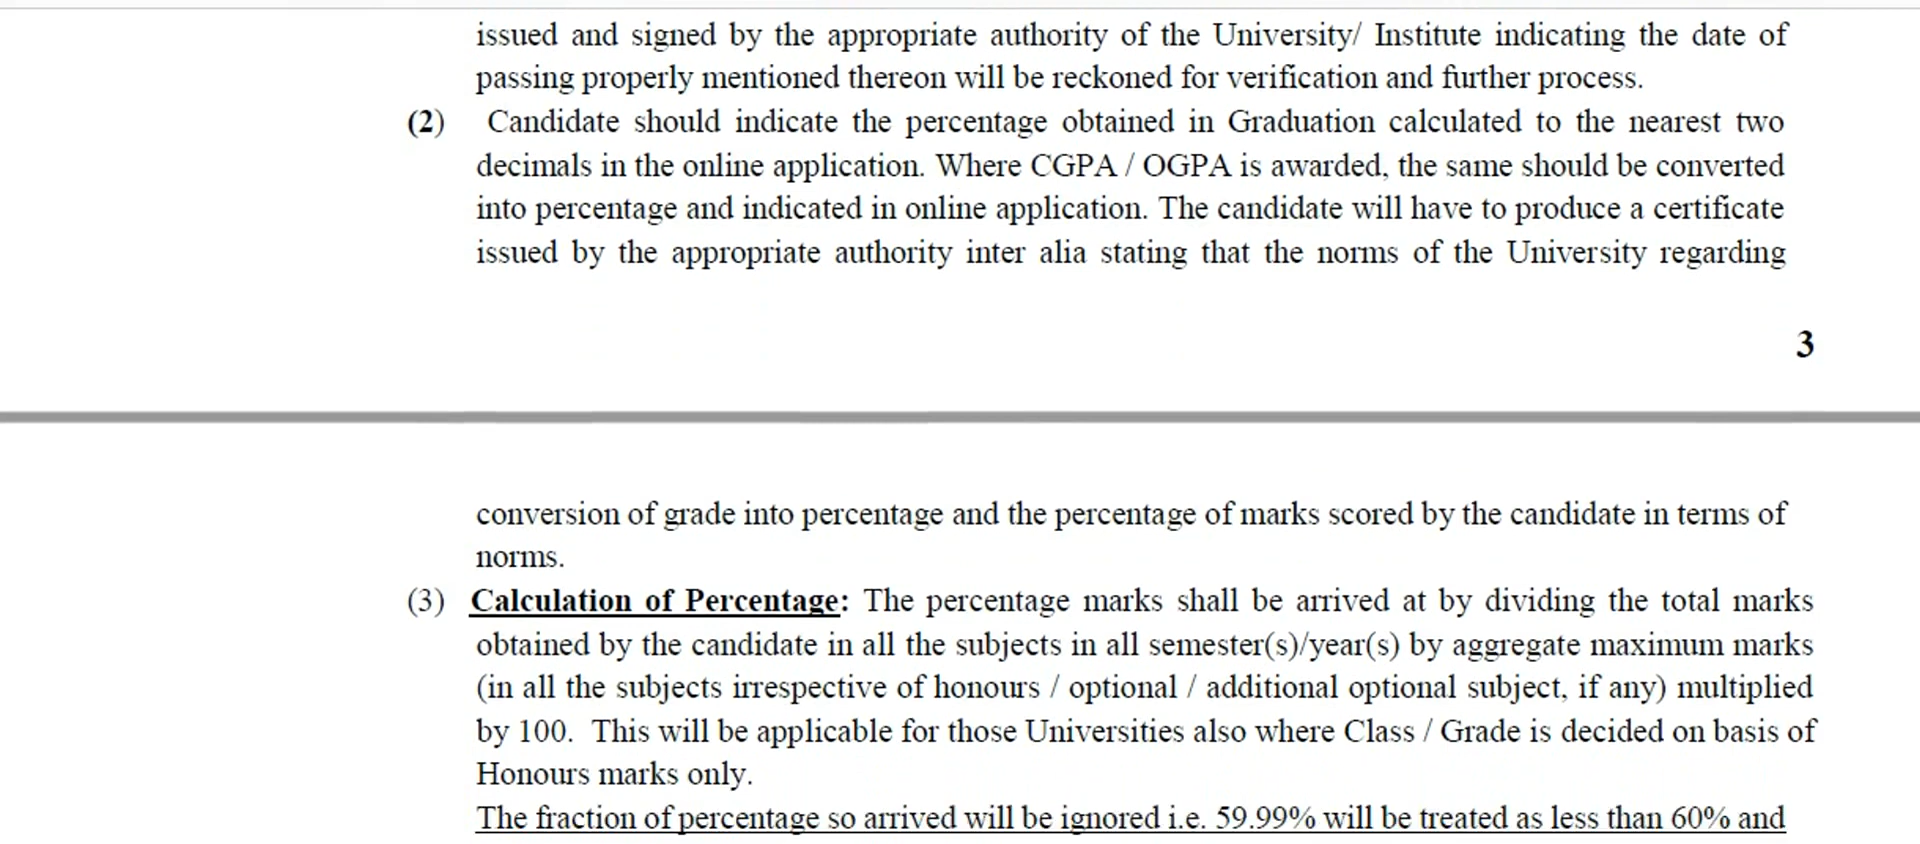 issued and signed by the appropriate authority of the University/ Institute indicating the date of
passing properly mentioned thereon will be reckoned for verification and further process.
(2) Candidate should indicate the percentage obtained in Graduation calculated to the nearest two
decimals in the online application. Where CGPA / OGPA is awarded, the same should be converted
into percentage and indicated in online application. The candidate will have to produce a certificate
issued by the appropriate authority inter alia stating that the norms of the University regarding
3
conversion of grade into percentage and the percentage of marks scored by the candidate in terms of
norms.
(3) Calculation of Percentage: The percentage marks shall be arrived at by dividing the total marks
obtained by the candidate in all the subjects in all semester(s)/year(s) by aggregate maximum marks
(in all the subjects irrespective of honours / optional / additional optional subject, if any) multiplied
by 100. This will be applicable for those Universities also where Class / Grade is decided on basis of
Honours marks only.
The fraction of percentage so arrived will be ignored i.e. 59.99% will be treated as less than 60% and